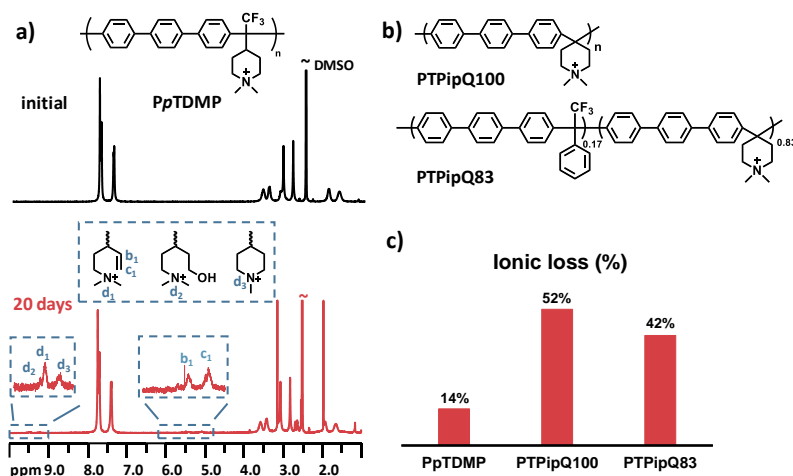 a)
CF₃
n
N+
PpTDMP
~ DMSO
initial
b₁
c₁
N+
d₁
N+
OH
d₂
N+
d₃
20 days
~
d₁
d₂
d₃
b₁
c₁
ppm 9.0 8.0 7.0 6.0 5.0 4.0 3.0 2.0
b)
n
N+
PTPipQ100
CF₃
0.17
0.83
N+
PTPipQ83
c)
Ionic loss (%)
52%
42%
14%
PpTDMP PTPipQ100 PTPipQ83